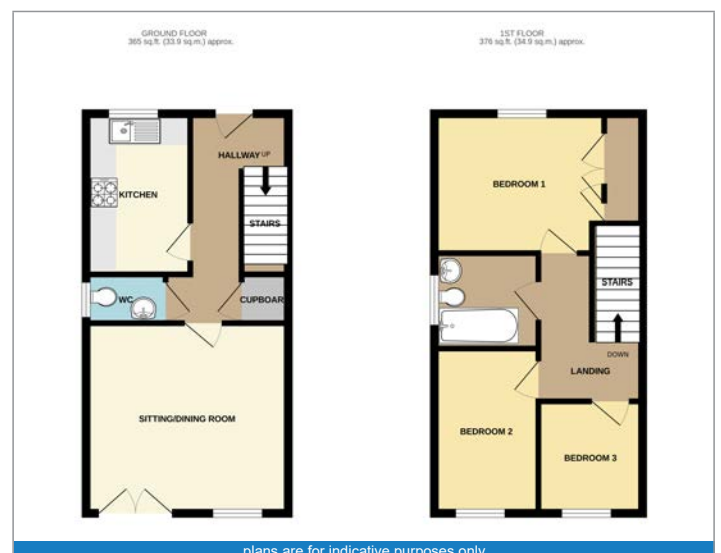 GROUND FLOOR
365 sq.ft. (33.9 sq.m.) approx.
KITCHEN
HALLWAY
UP
STAIRS
WC
CUPBOAR
SITTING/DINING ROOM
1ST FLOOR
376 sq.ft. (34.9 sq.m.) approx.
BEDROOM 1
STAIRS
DOWN
LANDING
BEDROOM 2
BEDROOM 3
plans are for indicative purposes only